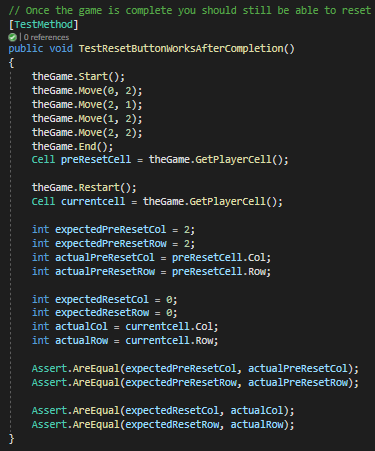 // Once the game is complete you should still be able to reset
[TestMethod]
0 references
public void TestResetButtonWorksAfterCompletion()
{
theGame.Start();
theGame.Move(0, 2);
theGame.Move(2, 1);
theGame.Move(1, 2);
theGame.Move(2, 2);
theGame.End();
Cell preResetCell = theGame.GetPlayerCell();
theGame.Restart();
Cell currentcell = theGame.GetPlayerCell();
int expectedPreResetCol = 2;
int expectedPreResetRow = 2;
int actualPreResetCol = preResetCell.Col;
int actualPreResetRow = preResetCell.Row;
int expectedResetCol = 0;
int expectedResetRow = 0;
int actualCol = currentcell.Col;
int actualRow = currentcell.Row;
Assert.AreEqual(expectedPreResetCol, actualPreResetCol);
Assert.AreEqual(expectedPreResetRow, actualPreResetRow);
Assert.AreEqual(expectedResetCol, actualCol);
Assert.AreEqual(expectedResetRow, actualRow);
}